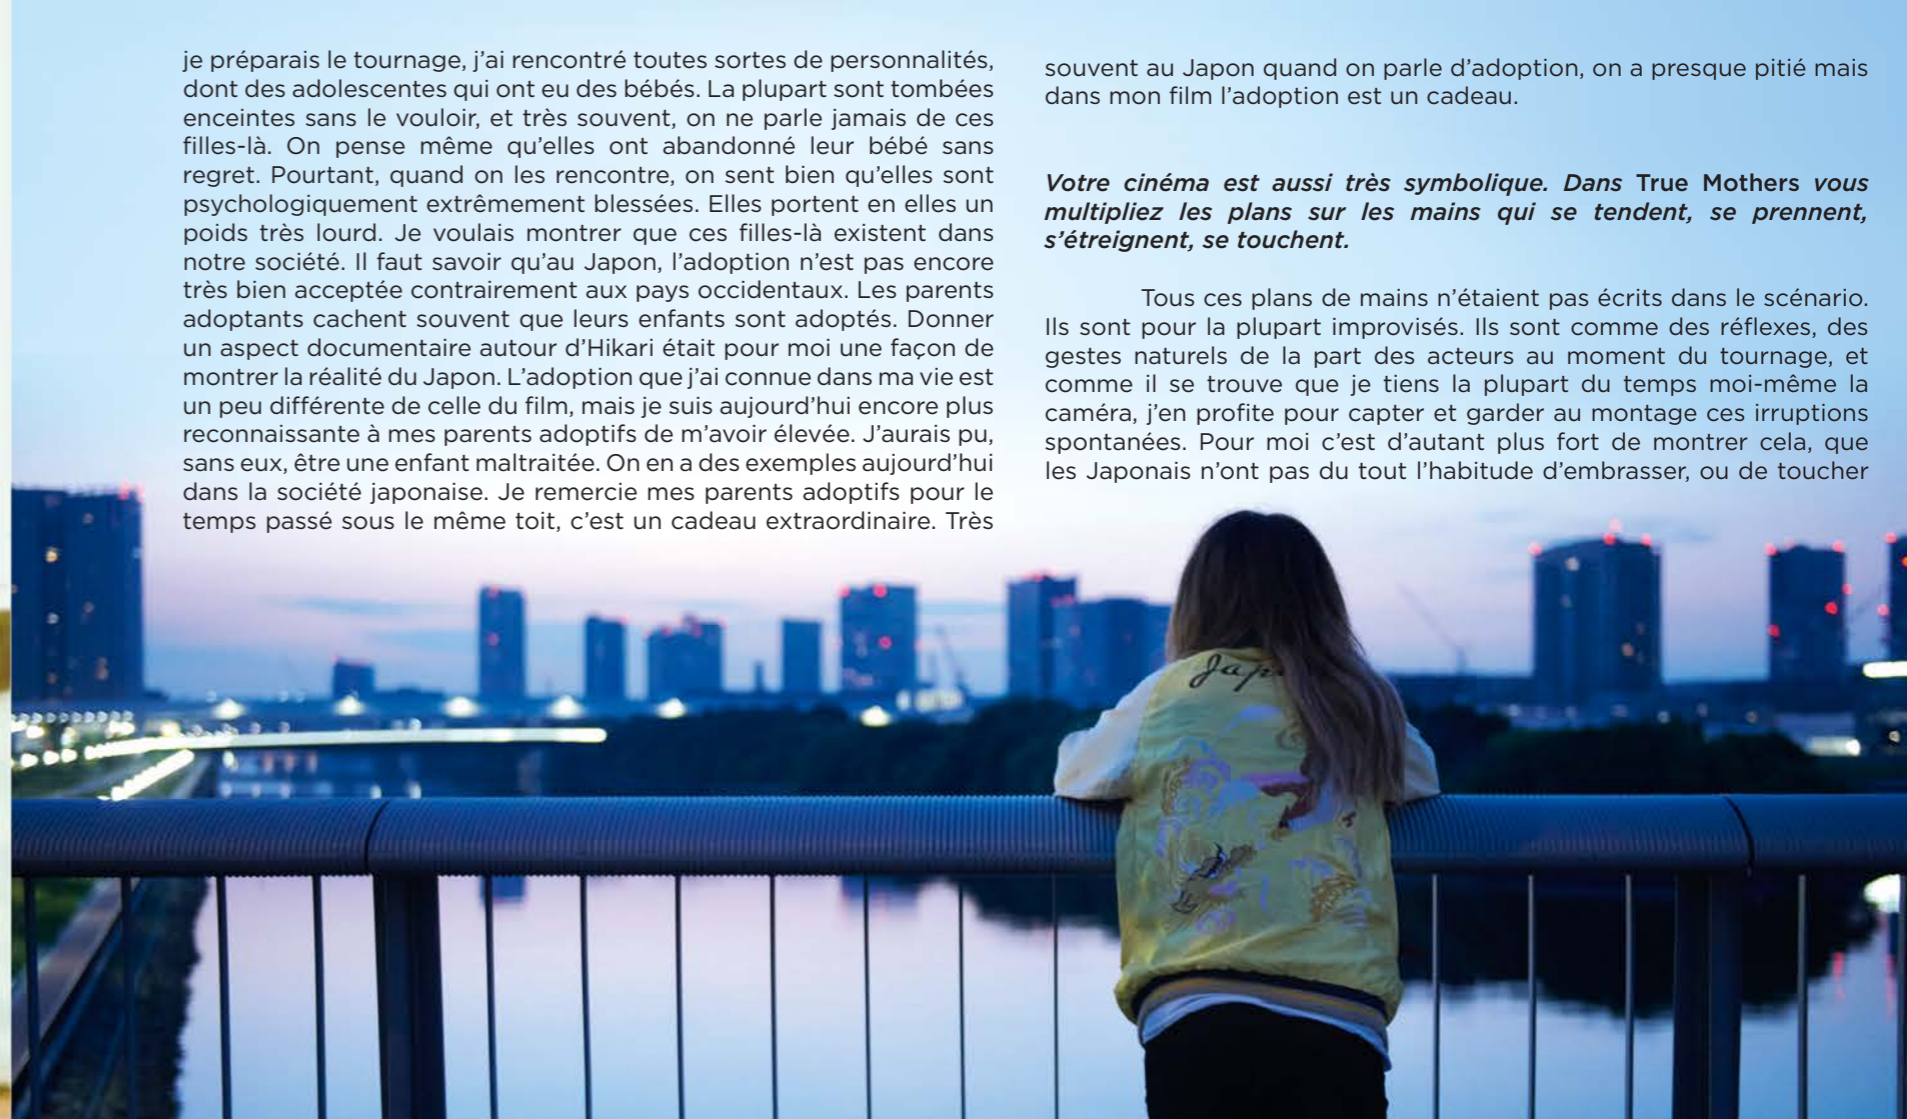 je préparais le tournage, j’ai rencontré toutes sortes de personnalités,
dont des adolescentes qui ont eu des bébés. La plupart sont tombées
enceintes sans le vouloir, et très souvent, on ne parle jamais de ces
filles-là. On pense même qu’elles ont abandonné leur bébé sans
regret. Pourtant, quand on les rencontre, on sent bien qu’elles sont
psychologiquement extrêmement blessées. Elles portent en elles un
poids très lourd. Je voulais montrer que ces filles-là existent dans
notre société. Il faut savoir qu’au Japon, l’adoption n’est pas encore
très bien acceptée contrairement aux pays occidentaux. Les parents
adoptants cachent souvent que leurs enfants sont adoptés. Donner
un aspect documentaire autour d’Hikari était pour moi une façon de
montrer la réalité du Japon. L’adoption que j’ai connue dans ma vie est
un peu différente de celle du film, mais je suis aujourd’hui encore plus
reconnaissante à mes parents adoptifs de m’avoir élevée. J’aurais pu,
sans eux, être une enfant maltraitée. On en a des exemples aujourd’hui
dans la société japonaise. Je remercie mes parents adoptifs pour le
temps passé sous le même toit, c’est un cadeau extraordinaire. Très
souvent au Japon quand on parle d’adoption, on a presque pitié mais
dans mon film l’adoption est un cadeau.
Votre cinéma est aussi très symbolique. Dans True Mothers vous
multipliez les plans sur les mains qui se tendent, se prennent,
s’étreignent, se touchent.
Tous ces plans de mains n’étaient pas écrits dans le scénario.
Ils sont pour la plupart improvisés. Ils sont comme des réflexes, des
gestes naturels de la part des acteurs au moment du tournage, et
comme il se trouve que je tiens la plupart du temps moi-même la
caméra, j’en profite pour capter et garder au montage ces irruptions
spontanées. Pour moi c’est d’autant plus fort de montrer cela, que
les Japonais n’ont pas du tout l’habitude d’embrasser, ou de toucher